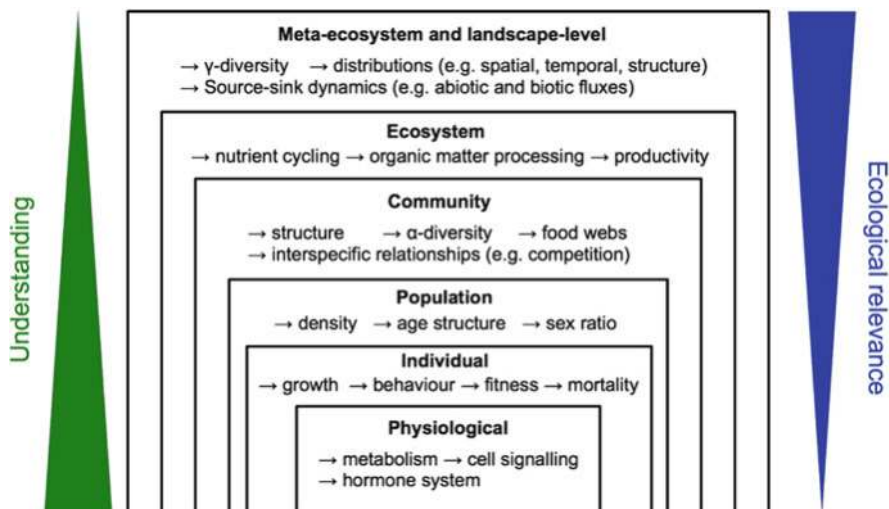 Meta-ecosystem and landscape-level
→ γ-diversity → distributions (e.g. spatial, temporal, structure)
→ Source-sink dynamics (e.g. abiotic and biotic fluxes)
Ecosystem
→ nutrient cycling → organic matter processing → productivity
Community
→ structure → α-diversity → food webs
→ interspecific relationships (e.g. competition)
Population
→ density → age structure → sex ratio
Individual
→ growth → behaviour → fitness → mortality
Physiological
→ metabolism → cell signalling
→ hormone system
Understanding
Ecological relevance